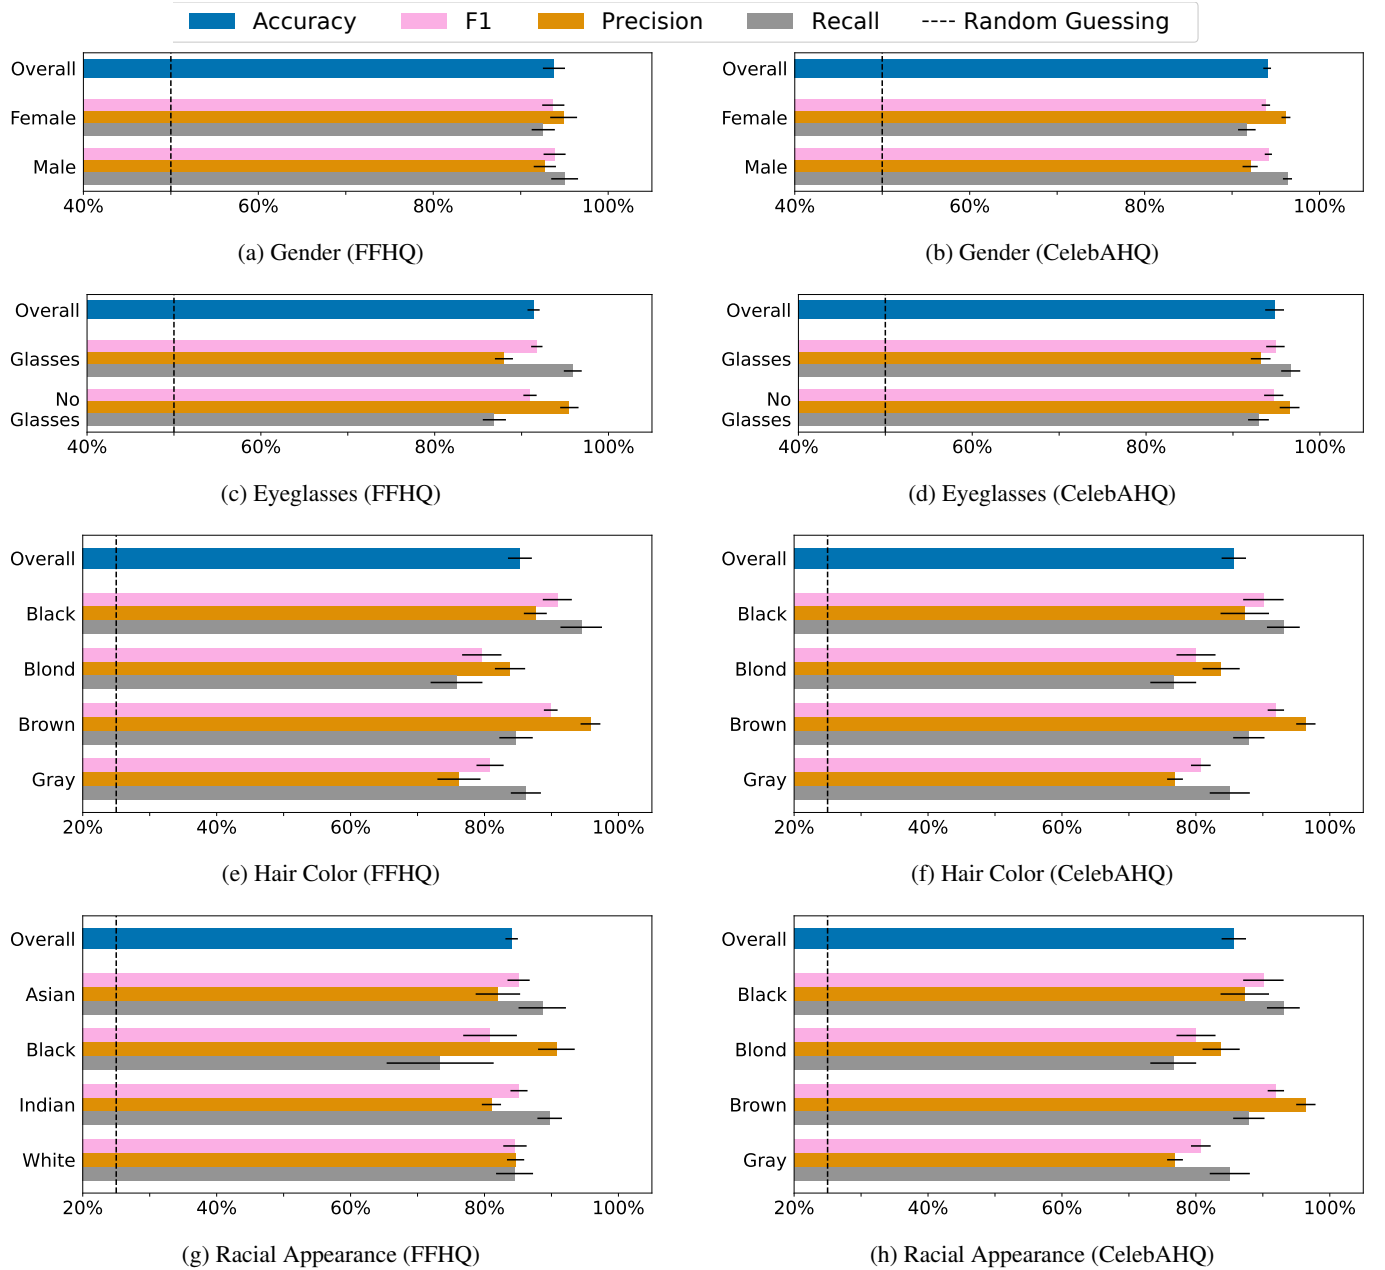 Accuracy F1 Precision Recall Random Guessing
Overall
Female
Male
40% 60% 80% 100%
(a) Gender (FFHQ)
Overall
Female
Male
40% 60% 80% 100%
(b) Gender (CelebAHQ)
Overall
Glasses
No
Glasses
40% 60% 80% 100%
(c) Eyeglasses (FFHQ)
Overall
Glasses
No
Glasses
40% 60% 80% 100%
(d) Eyeglasses (CelebAHQ)
Overall
Black
Blond
Brown
Gray
20% 40% 60% 80% 100%
(e) Hair Color (FFHQ)
Overall
Black
Blond
Brown
Gray
20% 40% 60% 80% 100%
(f) Hair Color (CelebAHQ)
Overall
Asian
Black
Indian
White
20% 40% 60% 80% 100%
(g) Racial Appearance (FFHQ)
Overall
Black
Blond
Brown
Gray
20% 40% 60% 80% 100%
(h) Racial Appearance (CelebAHQ)